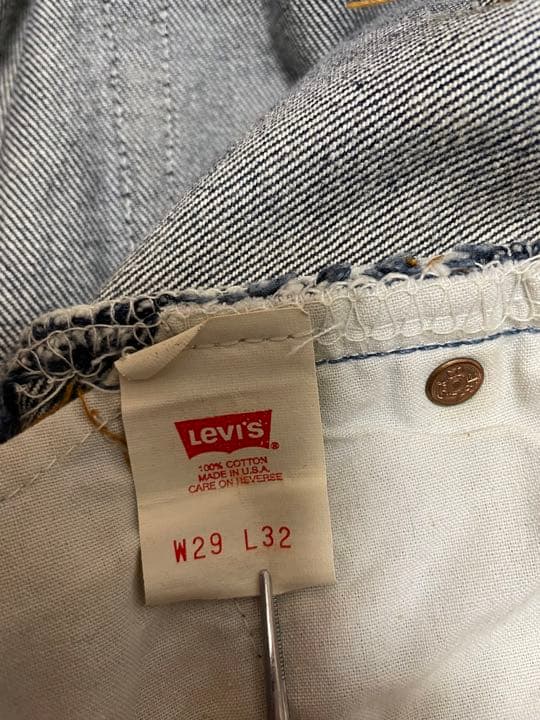 LEVI'S®
100% COTTON
MADE IN U.S.A.
CARE ON REVERSE
W29 L32